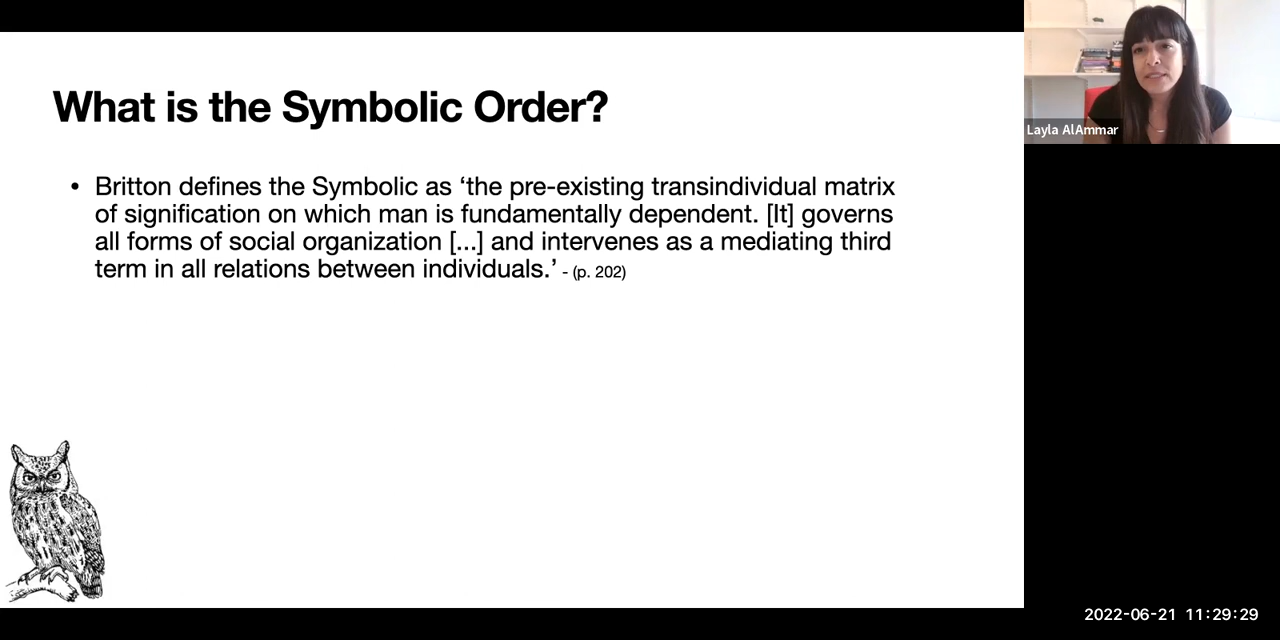 What is the Symbolic Order?
• Britton defines the Symbolic as ‘the pre-existing transindividual matrix
of signification on which man is fundamentally dependent. [It] governs
all forms of social organization [...] and intervenes as a mediating third
term in all relations between individuals.’ - (p. 202)
Layla AlAmmar
2022-06-21 11:29:29